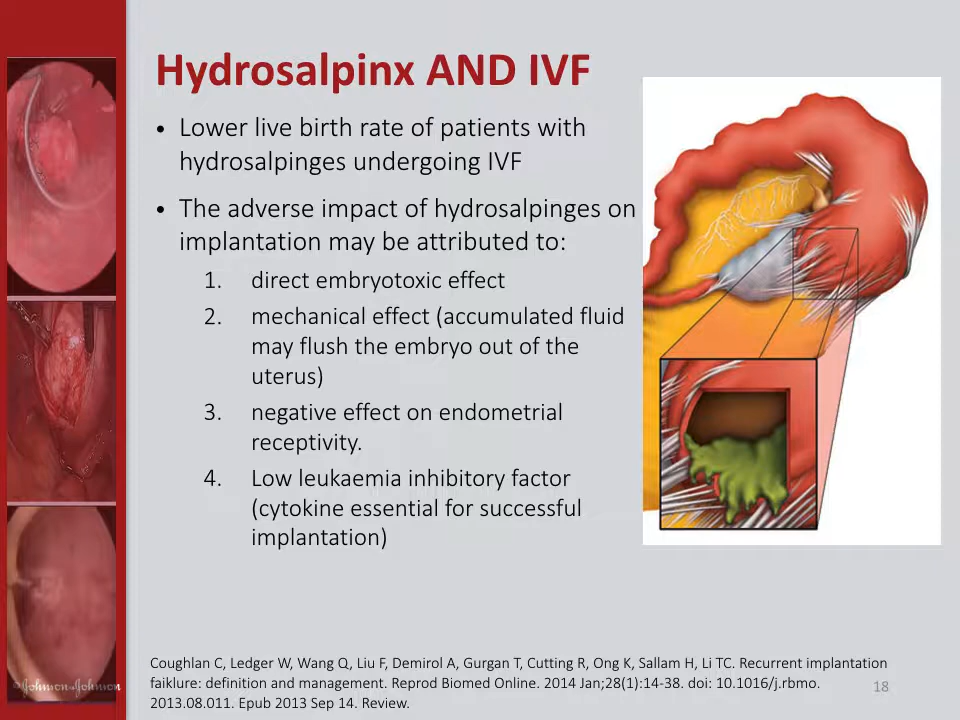 Hydrosalpinx AND IVF
• Lower live birth rate of patients with
hydrosalpinges undergoing IVF
• The adverse impact of hydrosalpinges on
implantation may be attributed to:
1. direct embryotoxic effect
2. mechanical effect (accumulated fluid
may flush the embryo out of the
uterus)
3. negative effect on endometrial
receptivity.
4. Low leukaemia inhibitory factor
(cytokine essential for successful
implantation)
Coughlan C, Ledger W, Wang Q, Liu F, Demirol A, Gurgan T, Cutting R, Ong K, Sallam H, Li TC. Recurrent implantation
faiklure: definition and management. Reprod Biomed Online. 2014 Jan;28(1):14-38. doi: 10.1016/j.rbmo.
2013.08.011. Epub 2013 Sep 14. Review.
18
Johnson&Johnson